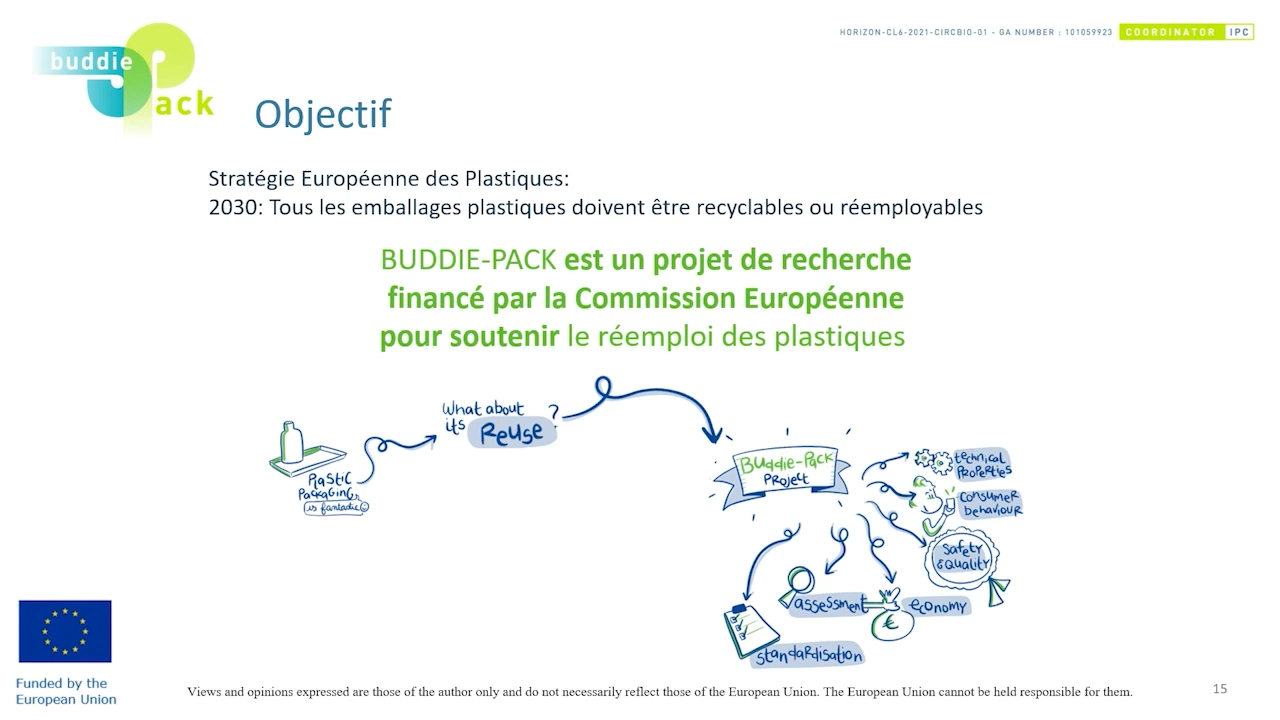 HORIZON-CL6-2021-CIRCBIO-01 - GA NUMBER : 101059923 COORDINATOR IPC
buddie
Pack
Objectif
Stratégie Européenne des Plastiques:
2030: Tous les emballages plastiques doivent être recyclables ou réemployables
BUDDIE-PACK est un projet de recherche
financé par la Commission Européenne
pour soutenir le réemploi des plastiques
What about
its Reuse ?
Plastic
Packaging
is fantastic
Buddie-Pack
Project
technical
properties
consumer
behaviour
Safety
& Quality
assessment
economy
€
standardisation
Funded by the
European Union
Views and opinions expressed are those of the author only and do not necessarily reflect those of the European Union. The European Union cannot be held responsible for them.
15